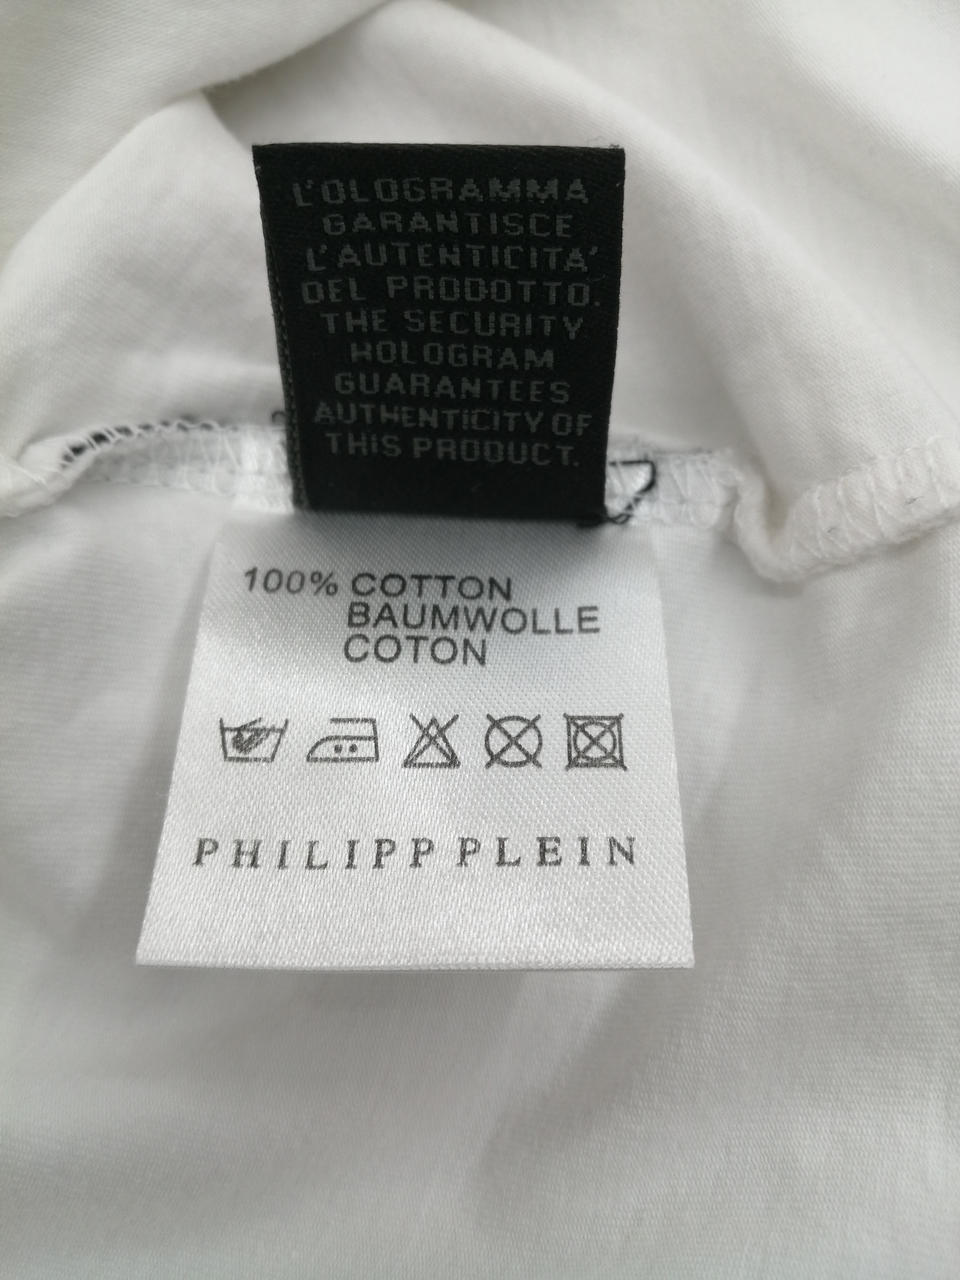 L'OLOGRAMMA
GARANTISCE
L'AUTENTICITA'
DEL PRODOTTO.
THE SECURITY
HOLOGRAM
GUARANTEES
AUTHENTICITY OF
THIS PRODUCT.
100% COTTON
BAUMWOLLE
COTON
PHILIPP PLEIN